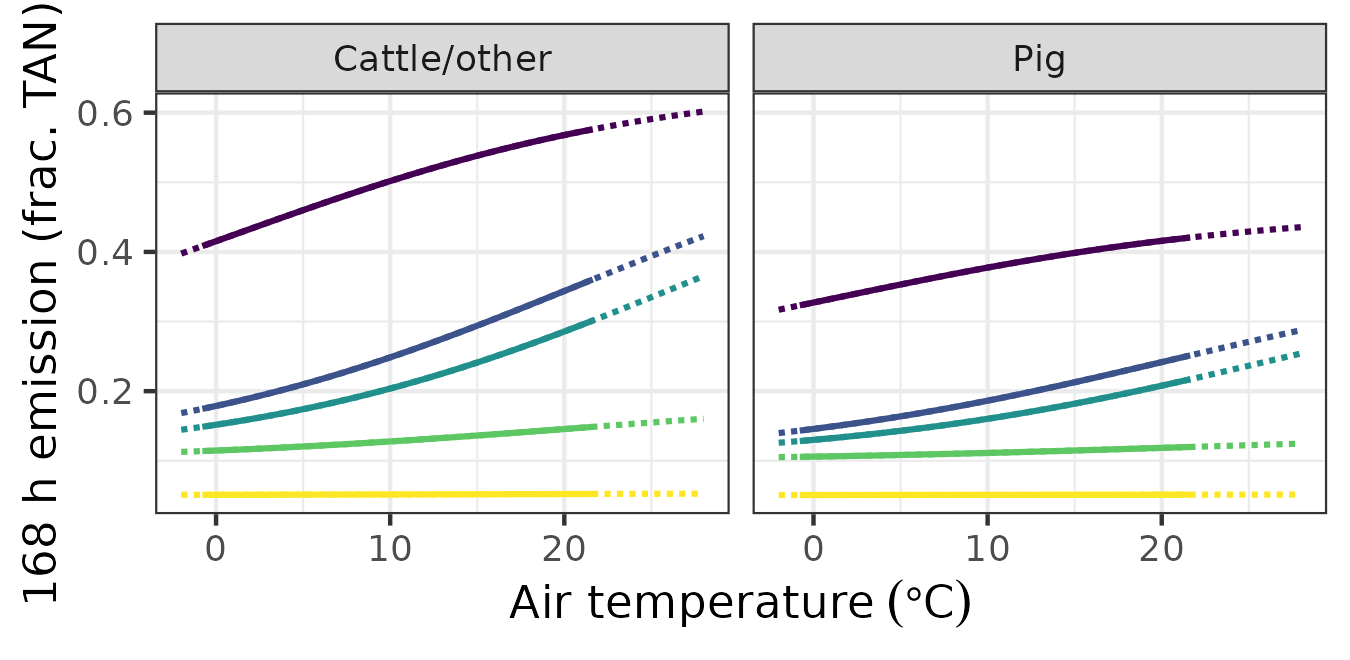 Cattle/other
Pig
168 h emission (frac. TAN)
0.6
0.4
0.2
0
10
20
0
10
20
Air temperature (°C)